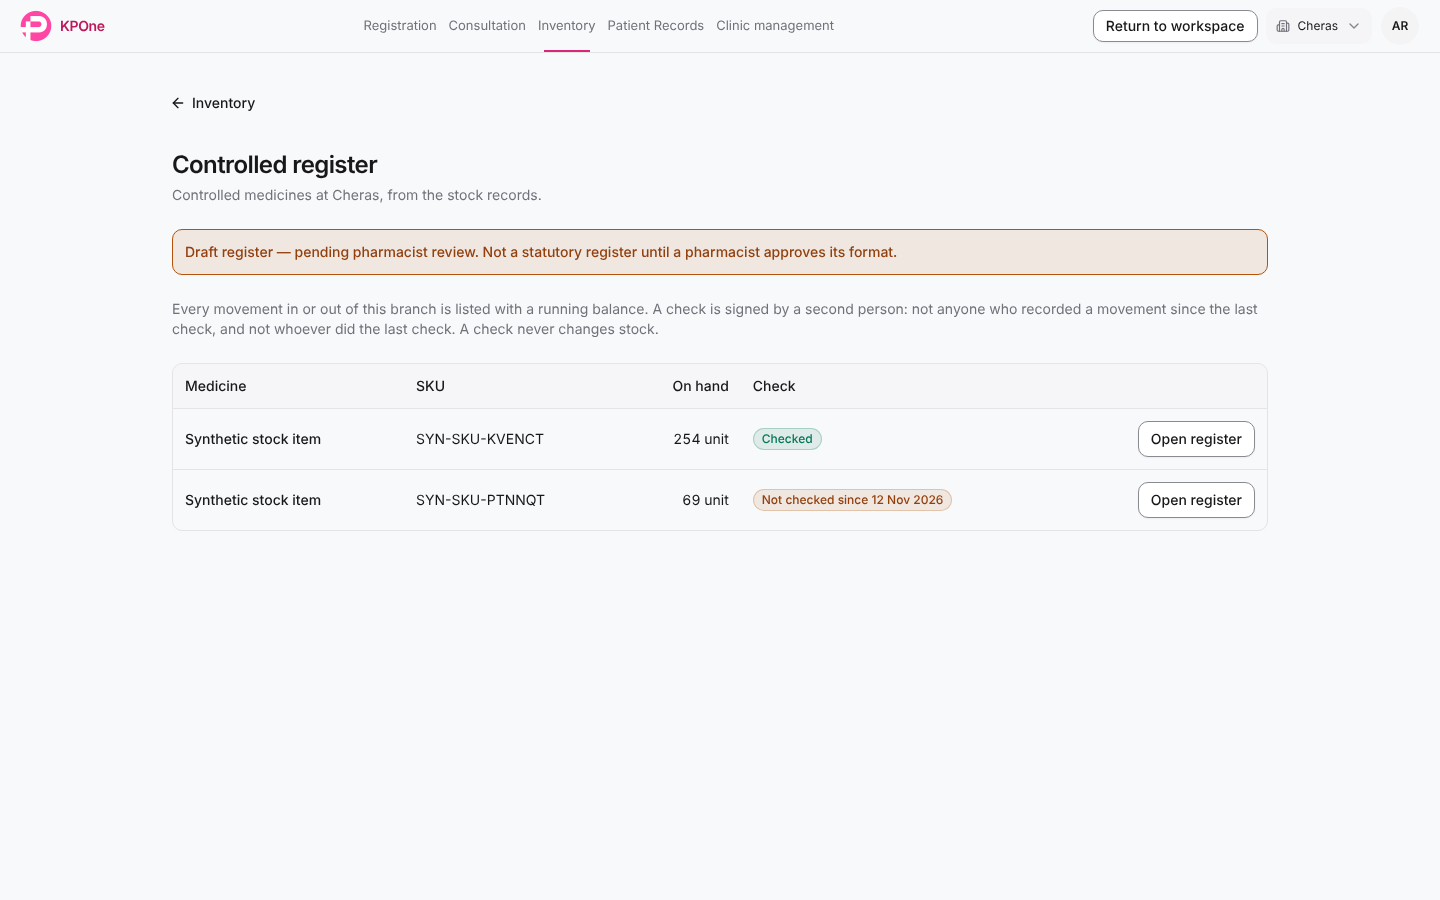 KPOne
Registration Consultation Inventory Patient Records Clinic management
Return to workspace
Cheras
AR
Inventory
Controlled register
Controlled medicines at Cheras, from the stock records.
Draft register — pending pharmacist review. Not a statutory register until a pharmacist approves its format.
Every movement in or out of this branch is listed with a running balance. A check is signed by a second person: not anyone who recorded a movement since the last
check, and not whoever did the last check. A check never changes stock.
Medicine SKU On hand Check
Synthetic stock item SYN-SKU-KVENCT 254 unit Checked Open register
Synthetic stock item SYN-SKU-PTNNQT 69 unit Not checked since 12 Nov 2026 Open register